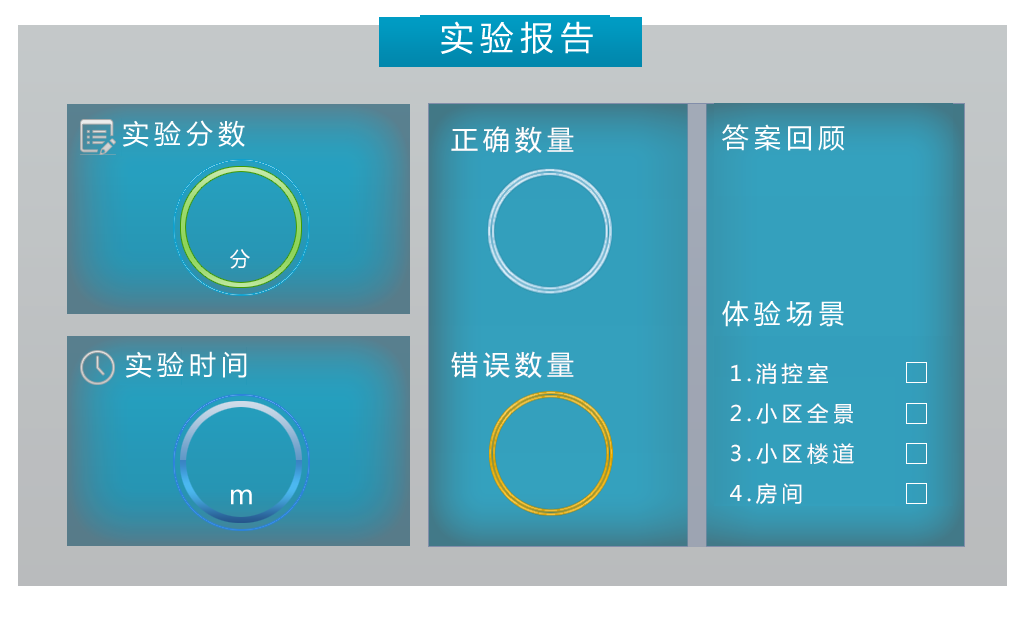 实验报告
实验分数
分
实验时间
m
正确数量
错误数量
答案回顾
体验场景
1.消控室
2.小区全景
3.小区楼道
4.房间